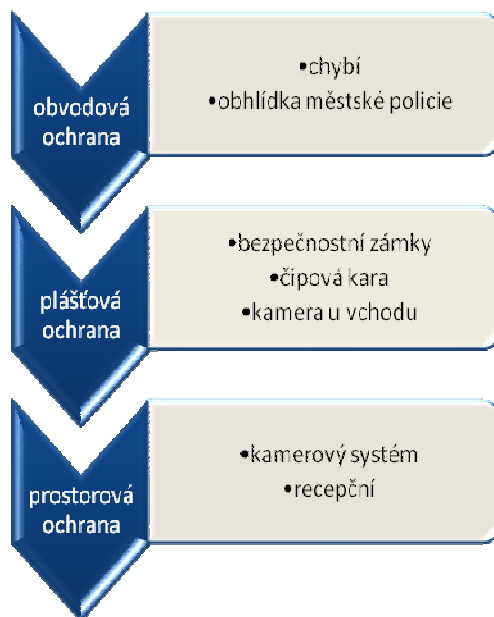 obvodová
ochrana
•chybí
•obhlídka městské policie
plášťová
ochrana
•bezpečnostní zámky
•čipová kara
•kamera u vchodu
prostorová
ochrana
•kamerový systém
•recepční